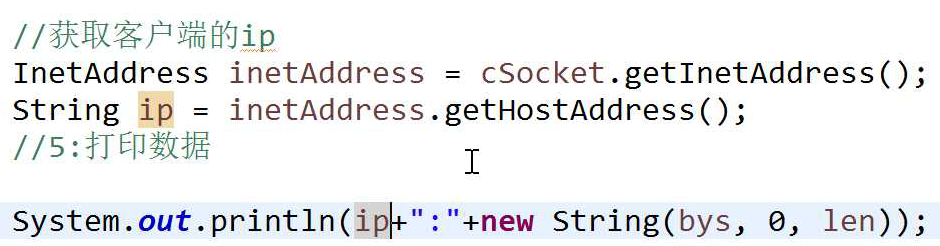 //获取客户端的ip
InetAddress inetAddress = cSocket.getInetAddress();
String ip = inetAddress.getHostAddress();
//5:打印数据
System.out.println(ip+":"+new String(bys, 0, len));